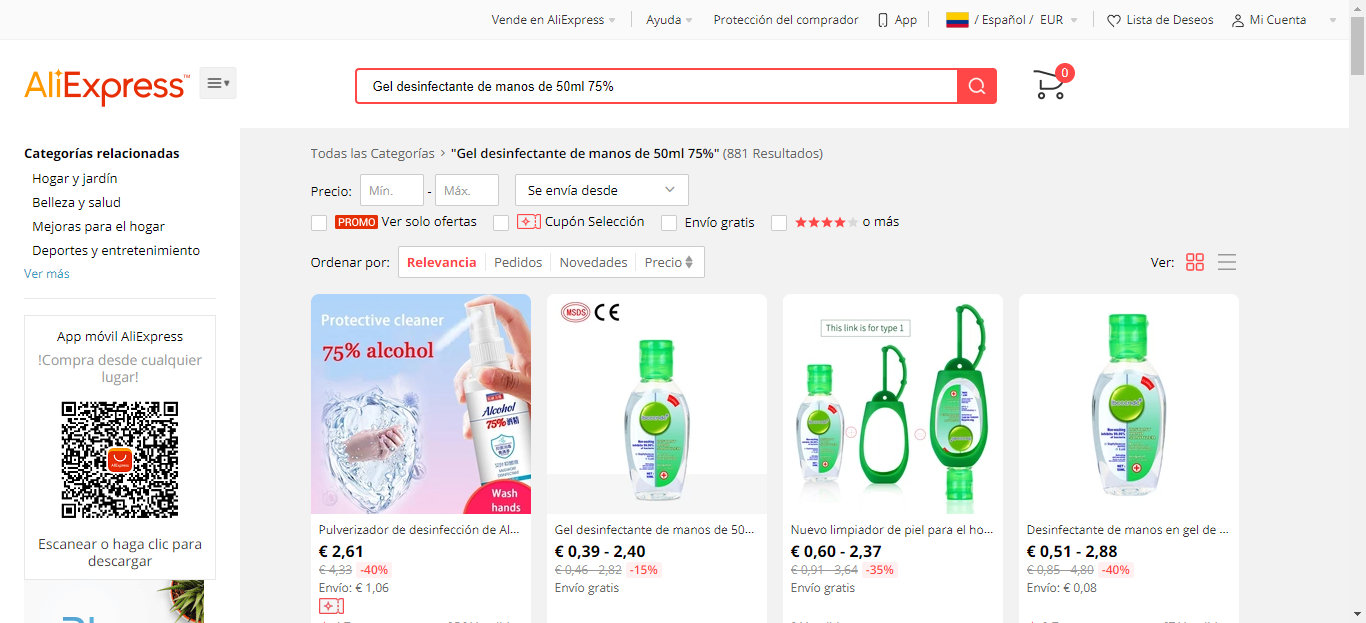 Vende en AliExpress
Ayuda
Protección del comprador
App
/ Español / EUR
Lista de Deseos
Mi Cuenta
AliExpress™
Gel desinfectante de manos de 50ml 75%
0
Categorías relacionadas
Hogar y jardín
Belleza y salud
Mejoras para el hogar
Deportes y entretenimiento
Ver más
App móvil AliExpress
!Compra desde cualquier
lugar!
AliExpress
Escanear o haga clic para
descargar
Todas las Categorías > "Gel desinfectante de manos de 50ml 75%" (881 Resultados)
Precio: Mín. - Máx. Se envía desde
PROMO Ver solo ofertas
Cupón Selección
Envío gratis
o más
Ordenar por: Relevancia Pedidos Novedades Precio
Ver:
Protective cleaner
75% alcohol
Alcohol
75%酒精
Wash
hands
Pulverizador de desinfección de Al...
€ 2,61
€ 4,33 -40%
Envío: € 1,06
MSDS CE
Gel desinfectante de manos de 50...
€ 0,39 - 2,40
€ 0,46 - 2,82 -15%
Envío gratis
This link is for type 1
Nuevo limpiador de piel para el ho...
€ 0,60 - 2,37
€ 0,91 - 3,64 -35%
Envío gratis
Desinfectante de manos en gel de ...
€ 0,51 - 2,88
€ 0,85 - 4,80 -40%
Envío: € 0,08